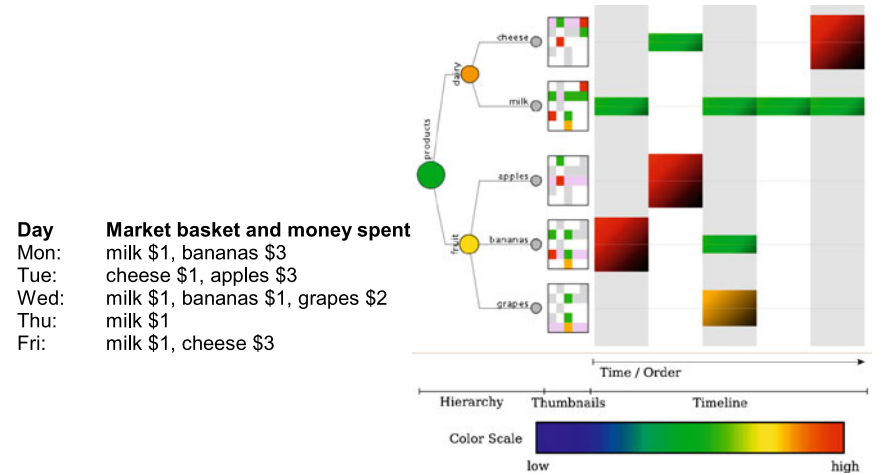 Day Market basket and money spent
Mon: milk $1, bananas $3
Tue: cheese $1, apples $3
Wed: milk $1, bananas $1, grapes $2
Thu: milk $1
Fri: milk $1, cheese $3
products
dairy
cheese
milk
fruit
apples
bananas
grapes
Time / Order
Hierarchy Thumbnails Timeline
Color Scale
low high